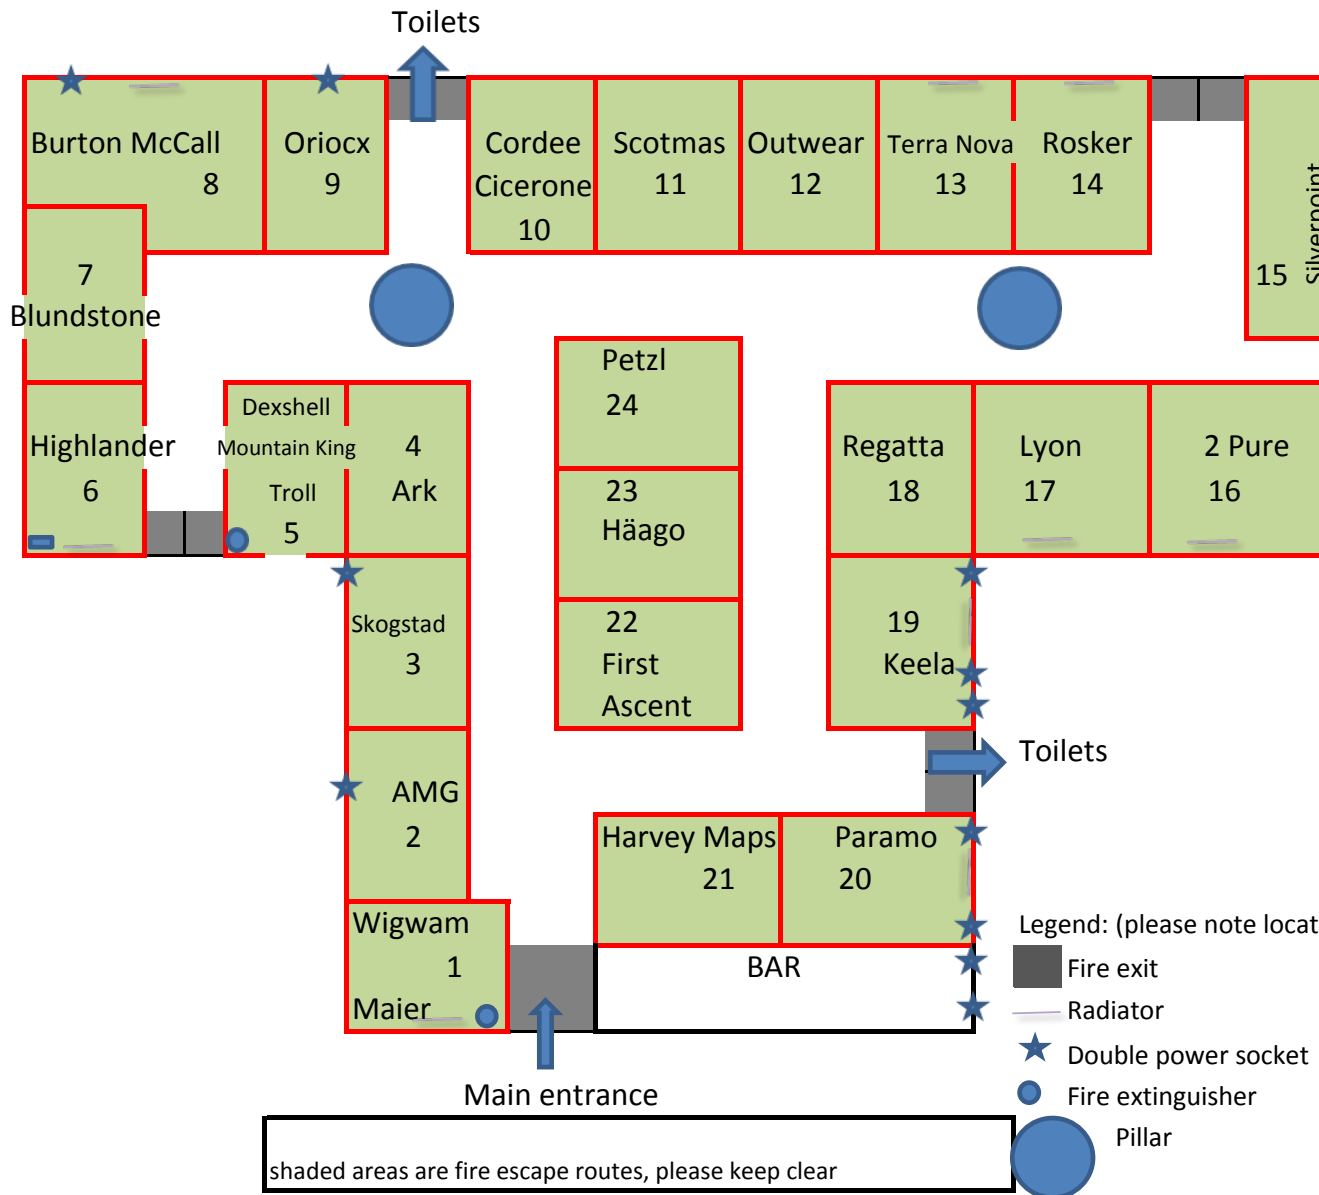 Toilets
Burton McCall
8
Oriocx
9
Cordee
Cicerone
10
Scotmas
11
Outwear
12
Terra Nova
13
Rosker
14
15
Silverpoint
7
Blundstone
Petzl
24
Highlander
6
Dexshell
Mountain King
Troll
5
4
Ark
23
Häago
Regatta
18
Lyon
17
2 Pure
16
Skogstad
3
22
First
Ascent
19
Keela
AMG
2
Toilets
Harvey Maps
21
Paramo
20
Wigwam
1
Maier
BAR
Legend: (please note locat
Fire exit
Radiator
Double power socket
Fire extinguisher
Pillar
Main entrance
shaded areas are fire escape routes, please keep clear